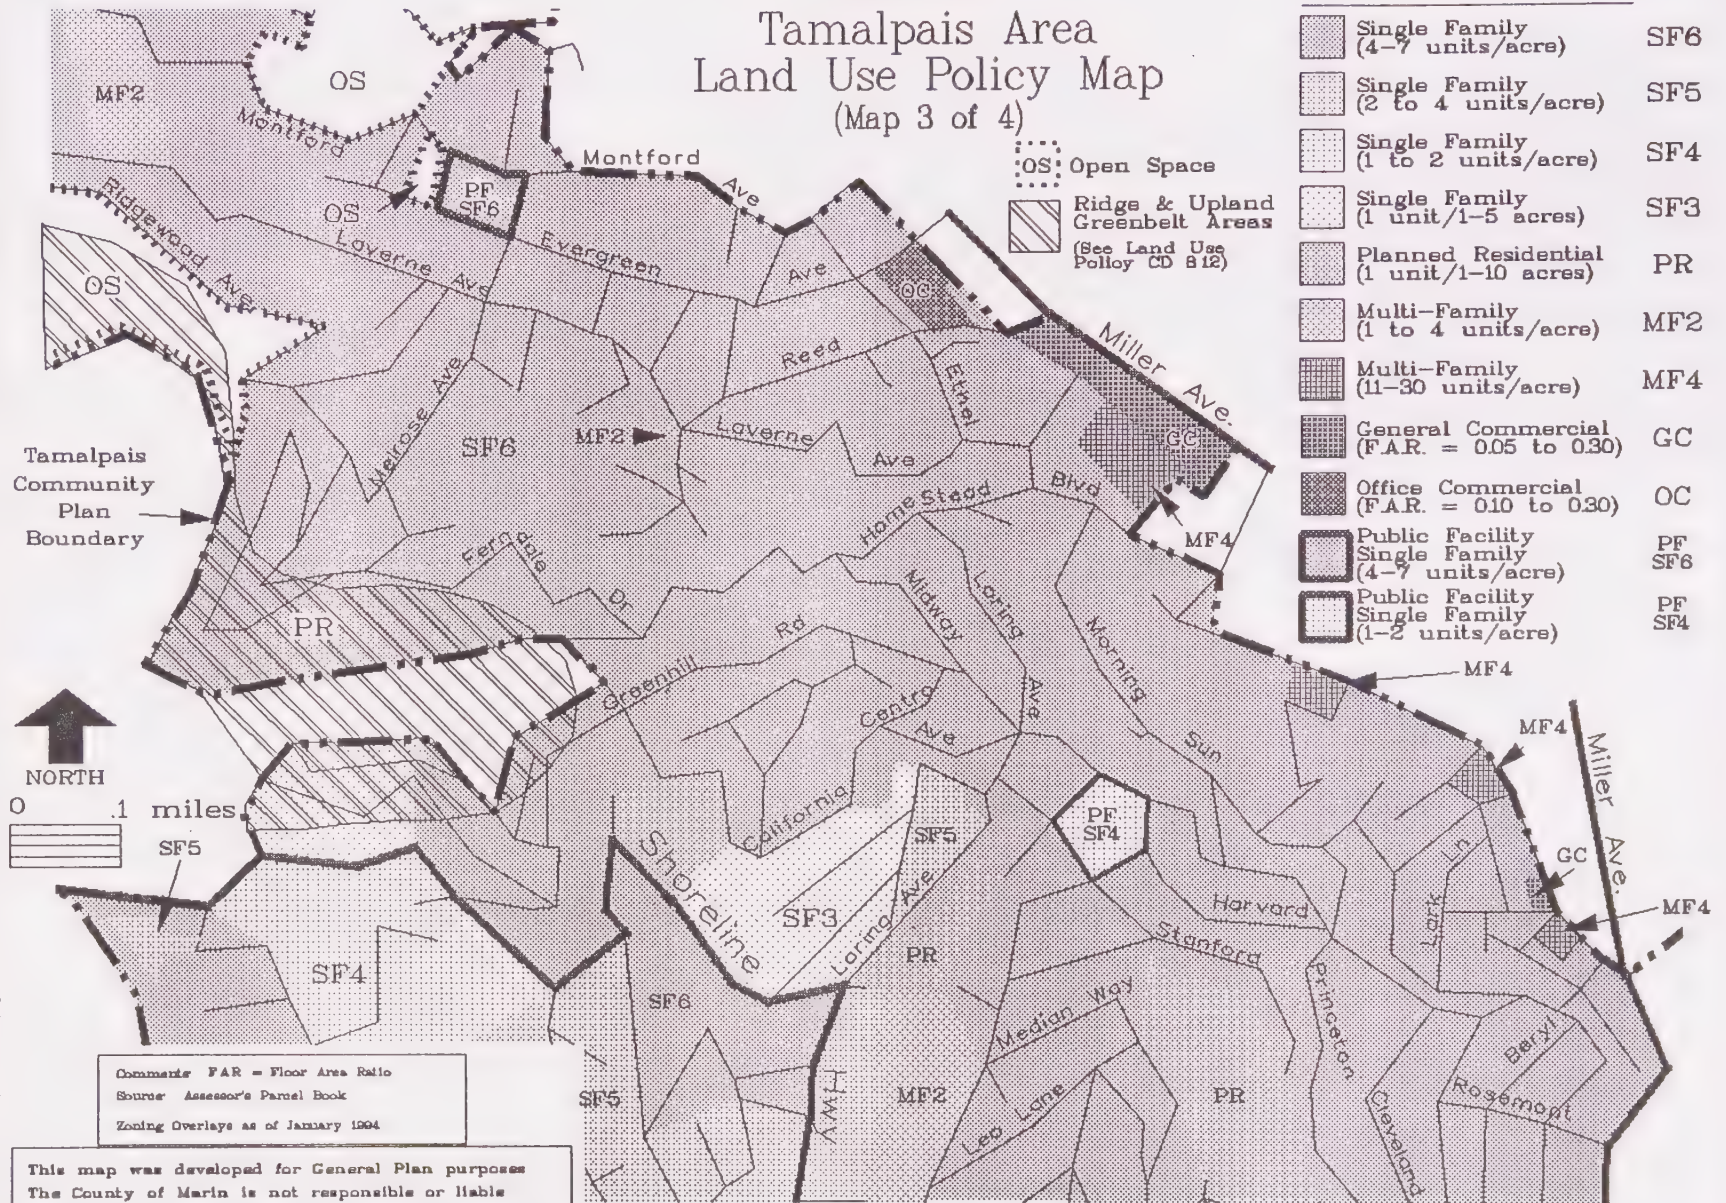 Tamalpais Area
Land Use Policy Map
(Map 3 of 4)
OS Open Space
Ridge & Upland
Greenbelt Areas
(See Land Use
Policy CD 8.12)
Single Family
(4-7 units/acre) SF6
Single Family
(2 to 4 units/acre) SF5
Single Family
(1 to 2 units/acre) SF4
Single Family
(1 unit/1-5 acres) SF3
Planned Residential
(1 unit/1-10 acres) PR
Multi-Family
(1 to 4 units/acre) MF2
Multi-Family
(11-30 units/acre) MF4
General Commercial
(F.A.R. = 0.05 to 0.30) GC
Office Commercial
(F.A.R. = 0.10 to 0.30) OC
Public Facility
Single Family
(4-7 units/acre)
PF
SF6
Public Facility
Single Family
(1-2 units/acre)
PF
SF4
MF2
OS
Montford
Montford
Ave
PF
SF6
OS
Ridgewood Ave
Laverne Ave
Evergreen
Ave
OS
OC
Miller Ave.
Reed
Ethel
Melrose Ave
SF6
MF2
Laverne
Ave
GC
Blvd
Home Stead
MF4
Tamalpais
Community
Plan
Boundary
Ferndale
Dr
Midway
Loring
Ave
Morning
Sun
PR
Rd
Greenhill
Centro
Ave
MF4
MF4
Miller
Ave.
NORTH
0 .1 miles
SF5
California
PF
SF4
SF5
Shoreline
SF3
Loring Ave
GC
Lark Ln
MF4
Harvard
Stanford
SF4
PR
SF6
Median Way
Princeton
Beryl
Rosemont
SF5
Hwy
MF2
Leo Lane
PR
Cleveland
Comments FAR = Floor Area Ratio
Source Assessor's Parcel Book
Zoning Overlays as of January 1994
This map was developed for General Plan purposes
The County of Marin is not responsible or liable